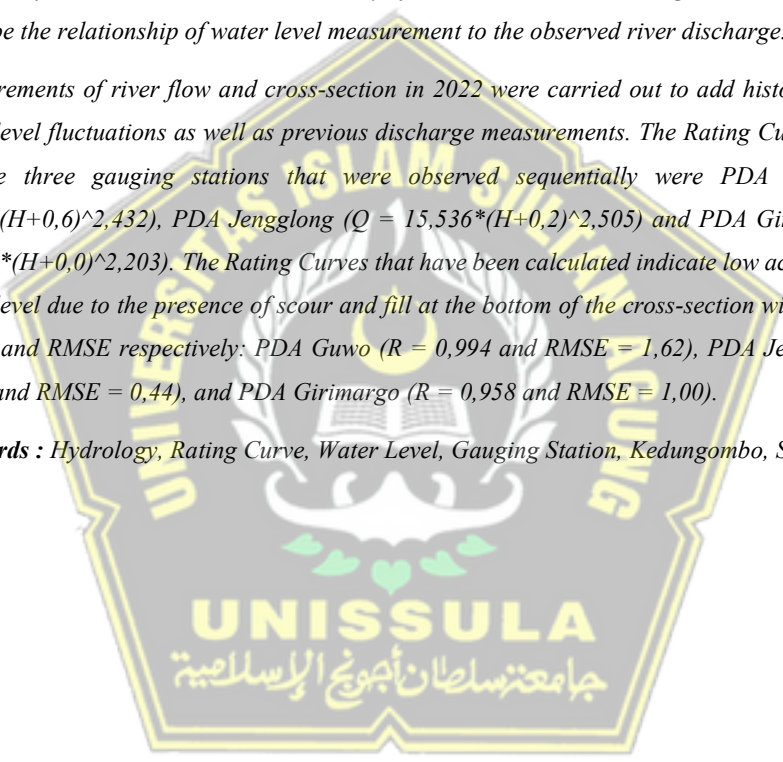 be the relationship of water level measurement to the observed river discharge.
rements of river flow and cross-section in 2022 were carried out to add histo
level fluctuations as well as previous discharge measurements. The Rating Cu
e three gauging stations that were observed sequentially were PDA
(H+0,6)^2,432), PDA Jengglong (Q = 15,536*(H+0,2)^2,505) and PDA Gir
*(H+0,0)^2,203). The Rating Curves that have been calculated indicate low ac
level due to the presence of scour and fill at the bottom of the cross-section wi
and RMSE respectively: PDA Guwo (R = 0,994 and RMSE = 1,62), PDA Je
and RMSE = 0,44), and PDA Girimargo (R = 0,958 and RMSE = 1,00).
rds : Hydrology, Rating Curve, Water Level, Gauging Station, Kedungombo, S
UNIVERSITAS ISLAM SULTAN AGUNG
UNISSULA
جامعتسلطان أجونج الإسلامية